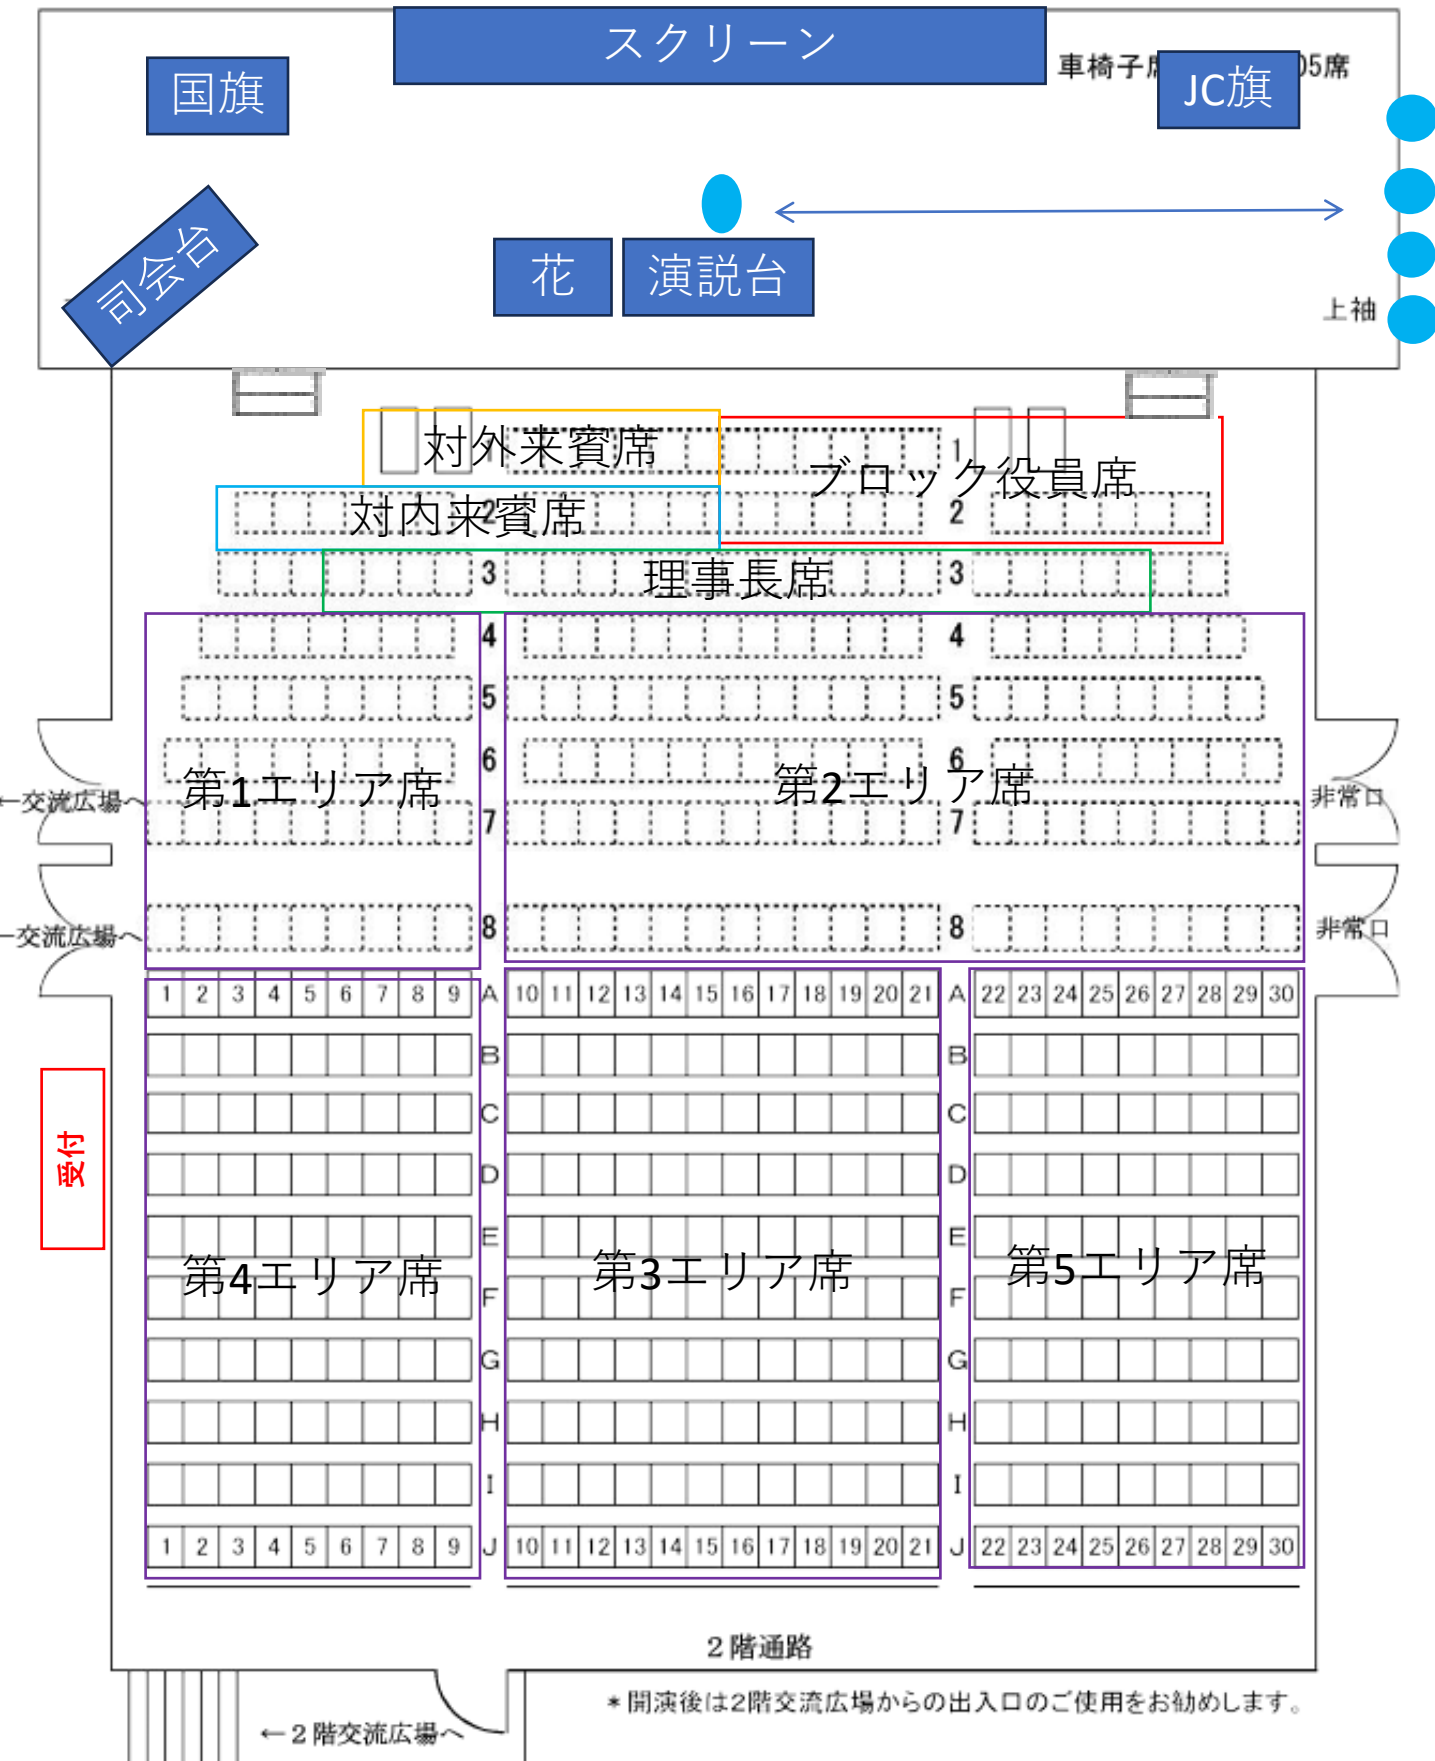 スクリーン
国旗
車椅子席
05席
JC旗
司会台
花
演説台
上袖
対外来賓席
1
1
ブロック役員席
対内来賓席
2
2
3
理事長席
3
4
4
5
5
6
6
第1エリア席
第2エリア席
←交流広場へ
非常口
7
7
←交流広場へ
8
8
非常口
1 2 3 4 5 6 7 8 9 A 10 11 12 13 14 15 16 17 18 19 20 21 A 22 23 24 25 26 27 28 29 30
B
B
C
C
受付
D
D
E
E
第4エリア席
第3エリア席
第5エリア席
F
F
G
G
H
H
I
I
1 2 3 4 5 6 7 8 9 J 10 11 12 13 14 15 16 17 18 19 20 21 J 22 23 24 25 26 27 28 29 30
2階通路
*開演後は2階交流広場からの出入口のご使用をお勧めします。
←2階交流広場へ